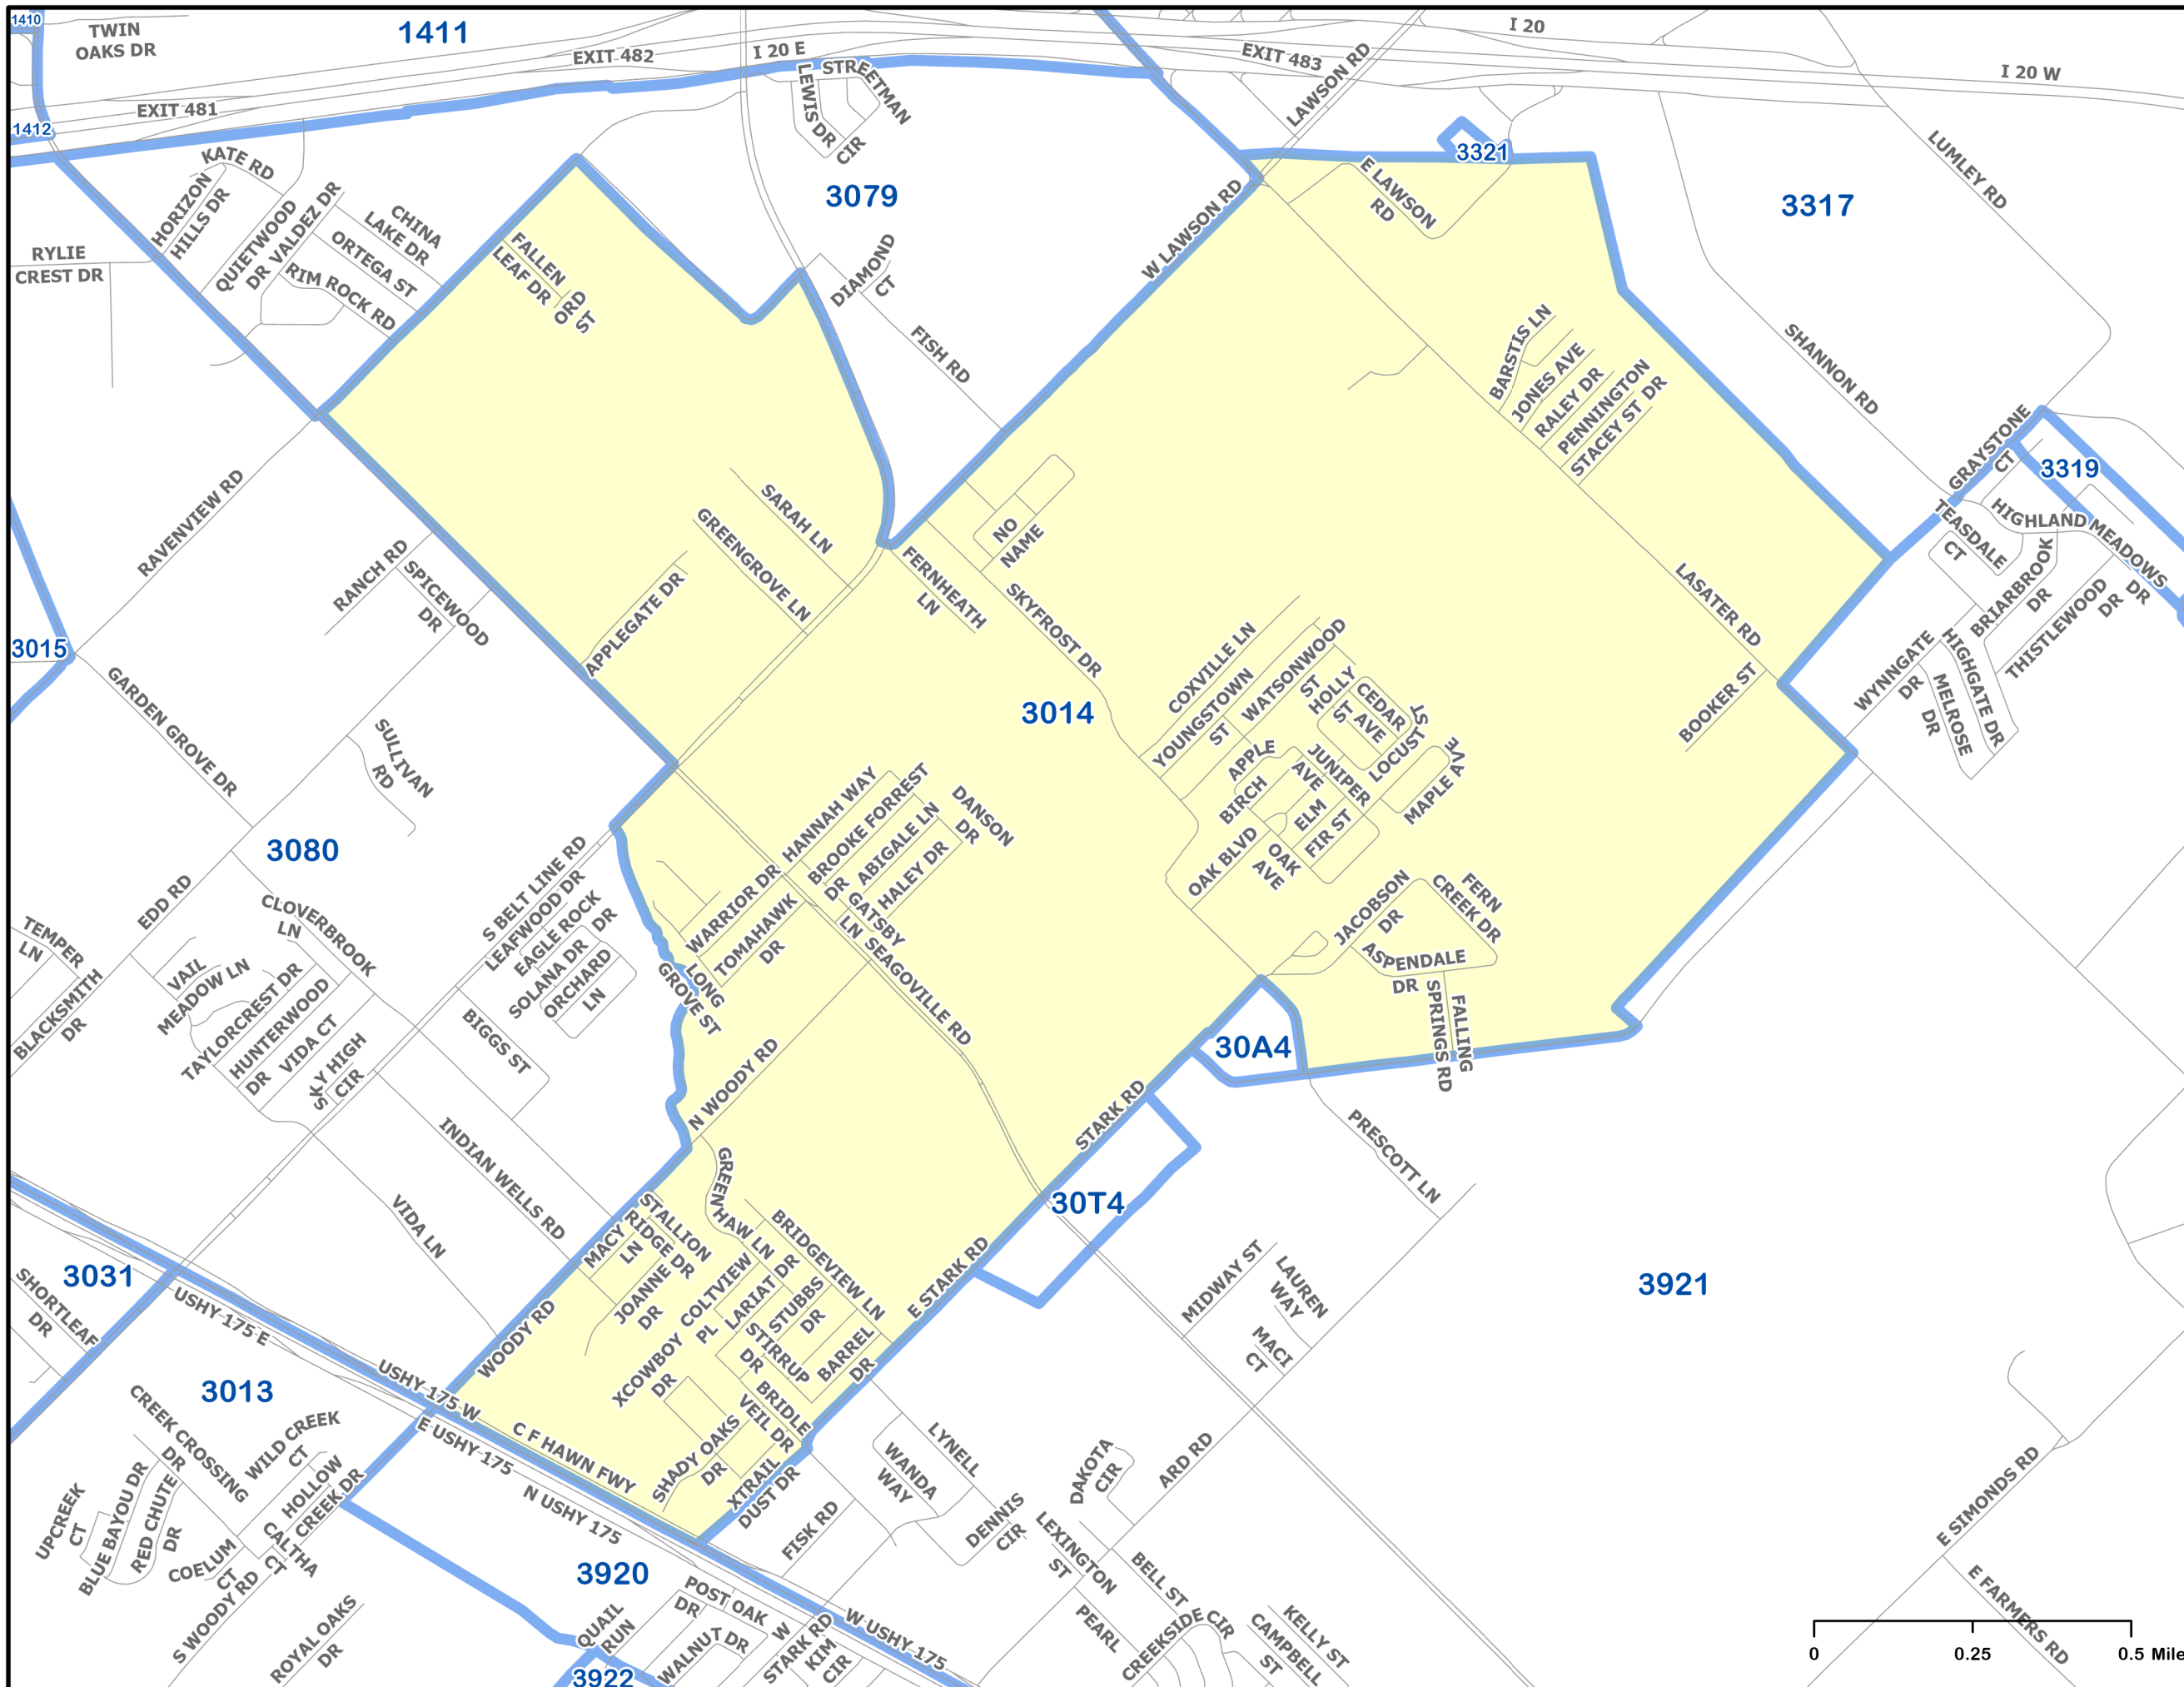 1410
TWIN
OAKS DR
1411
EXIT 482
I 20 E
STREETMAN
CIR
LEWIS DR
EXIT 483
LAWSON RD
I 20
I 20 W
EXIT 481
1412
KATE RD
HORIZON
HILLS DR
QUIETWOOD
DR
VALDEZ DR
CHINA
LAKE DR
ORTEGA ST
RIM ROCK RD
RYLIE
CREST DR
FALLEN
LEAF DR
ORD
ST
3079
DIAMOND
CT
FISH RD
W LAWSON RD
E LAWSON
RD
3321
3317
LUMLEY RD
SHANNON RD
BARSTIS LN
JONES AVE
RALEY DR
PENNINGTON
DR
STACEY ST
GRAYSTONE
CT
3319
HIGHLAND MEADOWS
DR
TEASDALE
CT
BRIARBROOK
DR
THISTLEWOOD
DR
WYNNGATE
DR
HIGHGATE DR
MELROSE
DR
RAVENVIEW RD
RANCH RD
SPICEWOOD
DR
SARAH LN
GREENGROVE LN
APPLEGATE DR
FERNHEATH
LN
NO
NAME
SKYFROST DR
LASATER RD
BOOKER ST
3015
GARDEN GROVE DR
SULLIVAN
RD
3014
COXVILLE LN
YOUNGSTOWN
ST
WATSONWOOD
ST
HOLLY
ST
CEDAR
AVE
LOCUST
ST
MAPLE AVE
APPLE
AVE
BIRCH
JUNIPER
ELM
FIR ST
OAK BLVD
OAK
AVE
3080
EDD RD
CLOVERBROOK
LN
S BELT LINE RD
LEAFWOOD DR
EAGLE ROCK
DR
SOLANA DR
ORCHARD
LN
HANNAH WAY
BROOKE FORREST
DR
ABIGALE LN
HALEY DR
DANSON
DR
WARRIOR DR
TOMAHAWK
DR
GATSBY
LN
SEAGOVILLE RD
LONG
GROVE ST
JACOBSON
DR
FERN
CREEK DR
ASPENDALE
DR
FALLING
SPRINGS RD
TEMPER
LN
BLACKSMITH
DR
VAIL
MEADOW LN
TAYLORCREST DR
HUNTERWOOD
DR
VIDA CT
SKY HIGH
CIR
BIGGS ST
N WOODY RD
30A4
STARK RD
PRESCOTT LN
30T4
INDIAN WELLS RD
VIDA LN
GREENHAW LN
STALLION
RIDGE DR
MACY
LN
JOANNE
DR
COLTVIEW
PL
LARIAT DR
STUBBS
DR
BRIDGEVIEW LN
E STARK RD
STIRRUP
DR
BARREL
DR
XCOWBOY
DR
BRIDLE
VEIL DR
SHADY OAKS
DR
XTRAIL
DUST DR
WOODY RD
3031
SHORTLEAF
DR
USHY 175 E
USHY 175 W
C F HAWN FWY
E USHY 175
N USHY 175
3013
CREEK CROSSING
DR
WILD CREEK
CT
HOLLOW
CREEK DR
UPCREEK
CT
BLUE BAYOU DR
RED CHUTE
DR
COELUM
CT
CALTHA
CT
S WOODY RD
ROYAL OAKS
DR
3920
QUAIL
RUN
3922
POST OAK
DR
WALNUT DR
W
STARK RD
KIM
CIR
W USHY 175
FISK RD
WANDA
WAY
LYNELL
DENNIS
CIR
DAKOTA
CIR
ARD RD
LEXINGTON
ST
BELL ST
PEARL
CREEKSIDE CIR
KELLY ST
CAMPBELL
ST
MIDWAY ST
LAUREN
WAY
MACI
CT
3921
E SIMONDS RD
E FARMERS RD
0 0.25 0.5 Mile